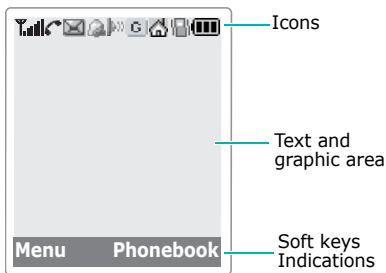 G
Icons
Text and
graphic area
Menu Phonebook
Soft keys
Indications